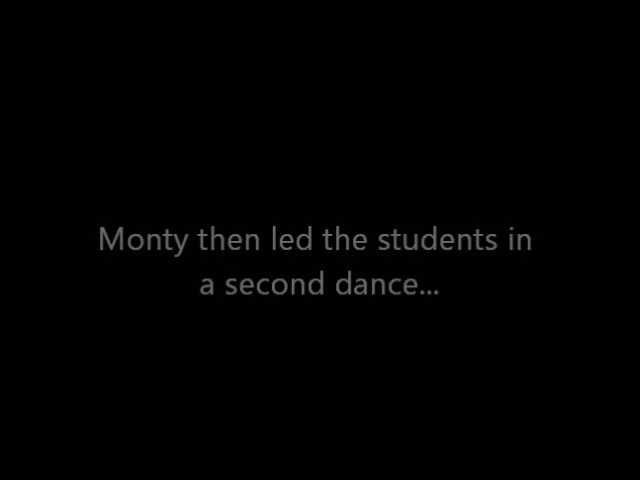 Monty then led the students in
a second dance...